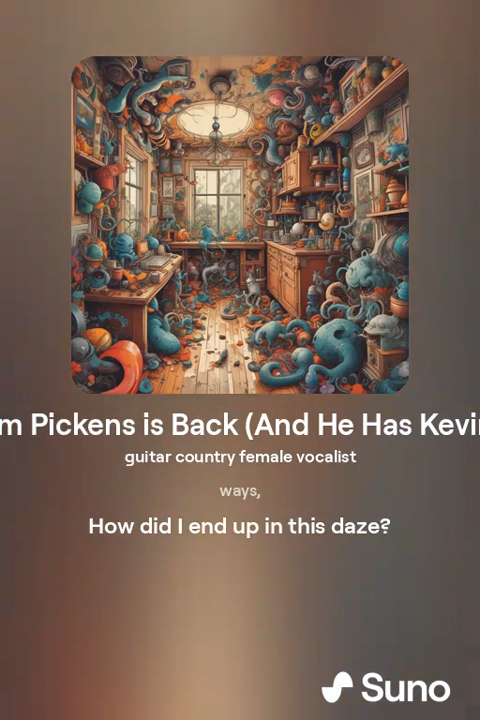 m Pickens is Back (And He Has Kevi
guitar country female vocalist
ways,
How did I end up in this daze?
Suno